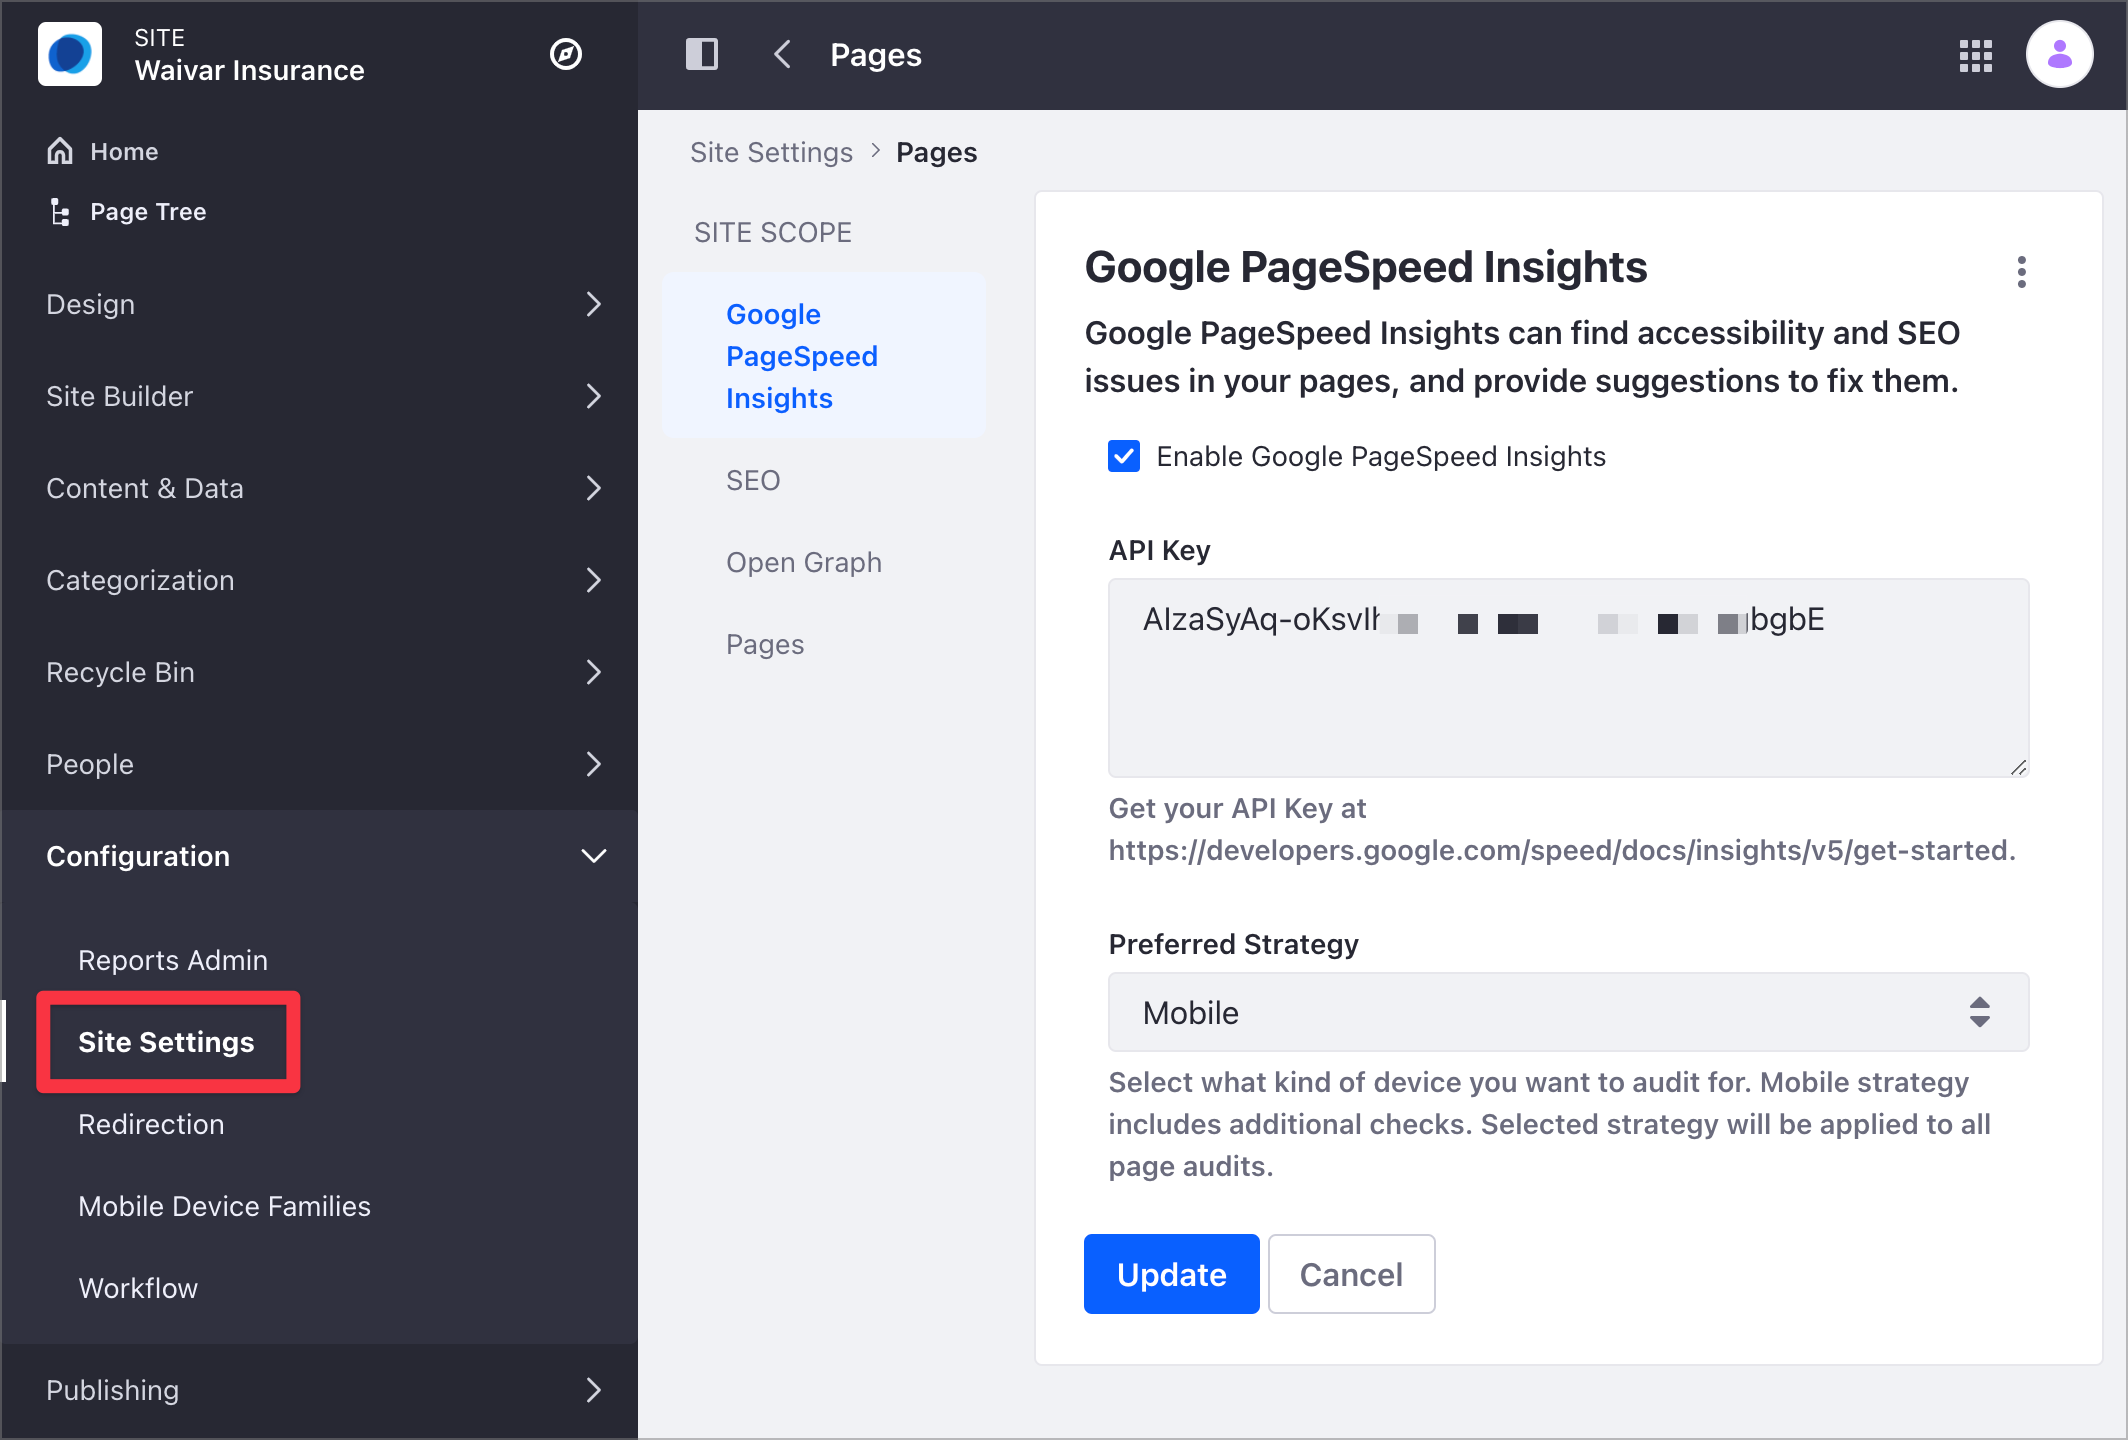 SITE
Waivar Insurance
Home
Page Tree
Design
Site Builder
Content & Data
Categorization
Recycle Bin
People
Configuration
Reports Admin
Site Settings
Redirection
Mobile Device Families
Workflow
Publishing
Pages
Site Settings > Pages
SITE SCOPE
Google
PageSpeed
Insights
SEO
Open Graph
Pages
Google PageSpeed Insights
Google PageSpeed Insights can find accessibility and SEO
issues in your pages, and provide suggestions to fix them.
Enable Google PageSpeed Insights
API Key
Get your API Key at
https://developers.google.com/speed/docs/insights/v5/get-started.
Preferred Strategy
Mobile
Select what kind of device you want to audit for. Mobile strategy
includes additional checks. Selected strategy will be applied to all
page audits.
Update
Cancel